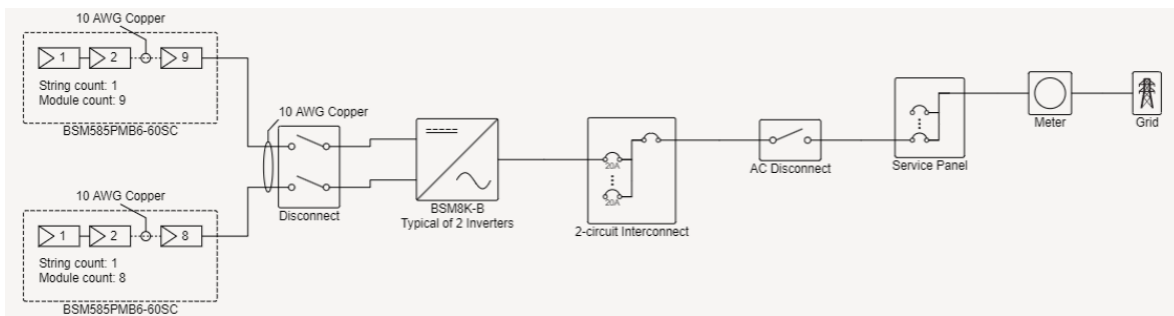 10 AWG Copper
1
2
9
String count: 1
Module count: 9
BSM585PMB6-60SC
10 AWG Copper
Disconnect
10 AWG Copper
1
2
8
String count: 1
Module count: 8
BSM585PMB6-60SC
BSM8K-B
Typical of 2 Inverters
20A
20A
2-circuit Interconnect
AC Disconnect
Service Panel
Meter
Grid